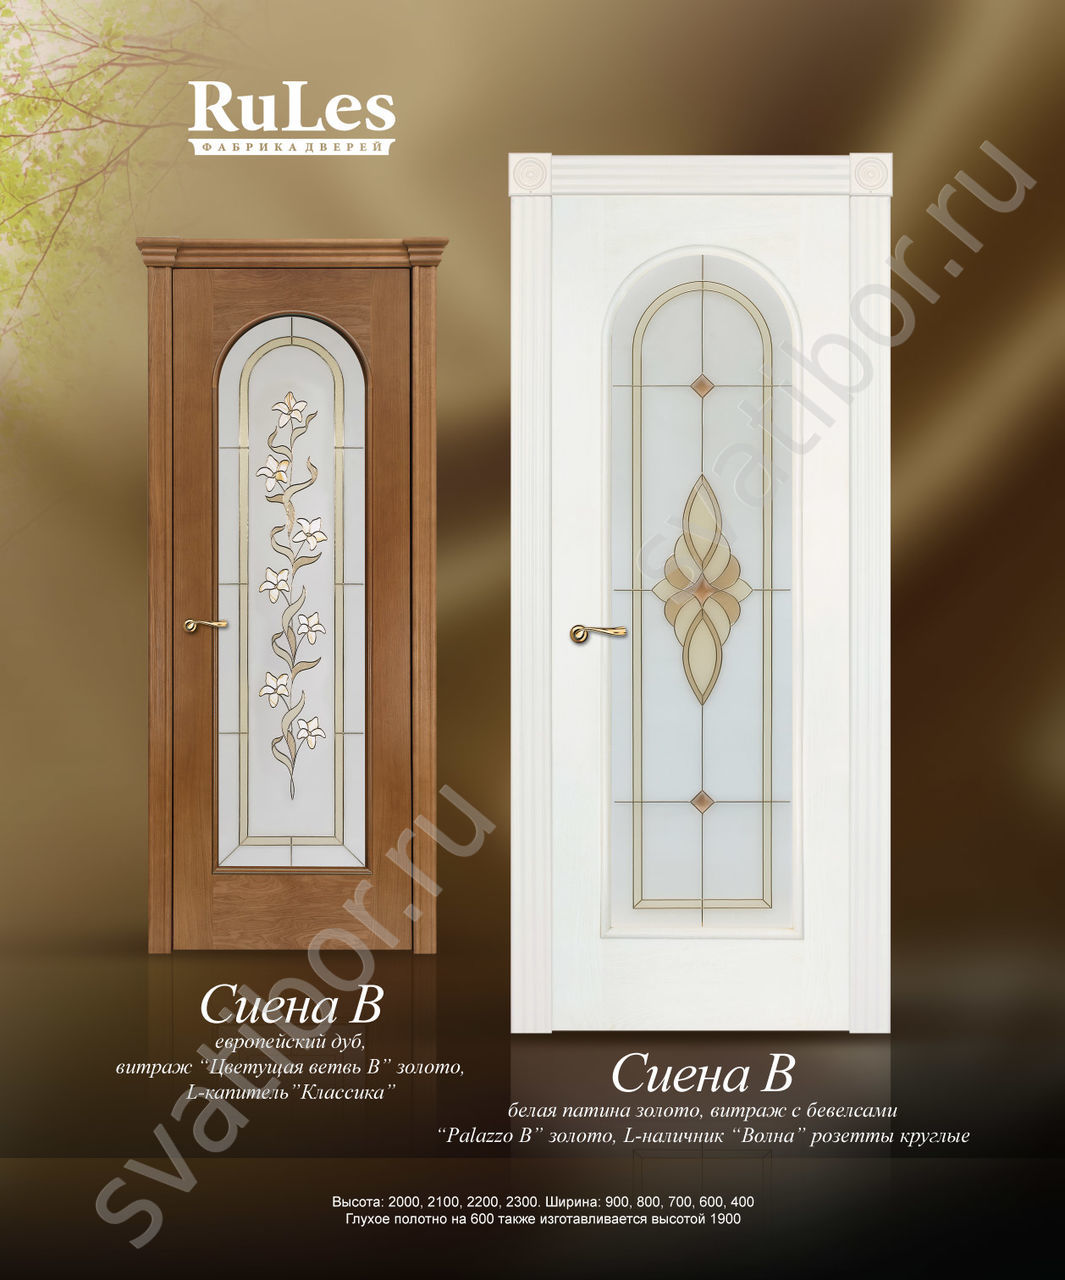 RuLes
ФАБРИКА ДВЕРЕЙ
svatibor.ru
svatibor.ru
Сиена В
европейский дуб,
витраж “Цветущая ветвь В” золото,
L-капитель”Классика”
Сиена В
белая патина золото, витраж с бевелсами
“Palazzo B” золото, L-наличник “Волна” розетты круглые
Высота: 2000, 2100, 2200, 2300. Ширина: 900, 800, 700, 600, 400
Глухое полотно на 600 также изготавливается высотой 1900